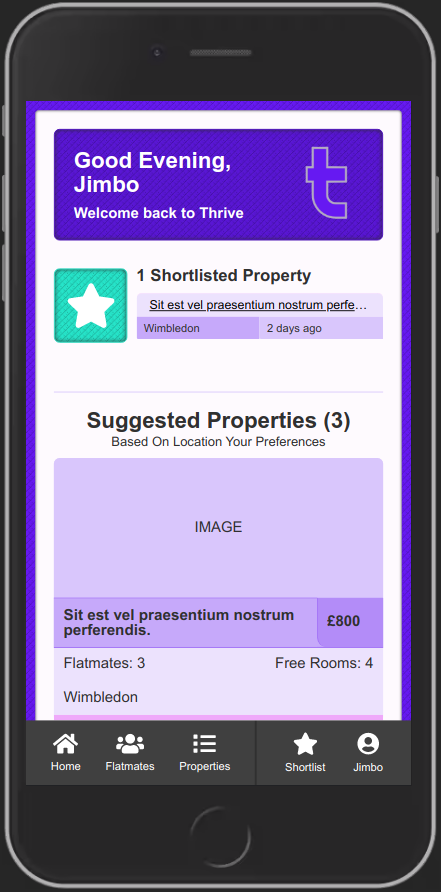 Good Evening,
Jimbo
Welcome back to Thrive
t
1 Shortlisted Property
Sit est vel praesentium nostrum perfe...
Wimbledon 2 days ago
Suggested Properties (3)
Based On Location Your Preferences
IMAGE
Sit est vel praesentium nostrum
perferendis.
£800
Flatmates: 3 Free Rooms: 4
Wimbledon
Home Flatmates Properties Shortlist Jimbo